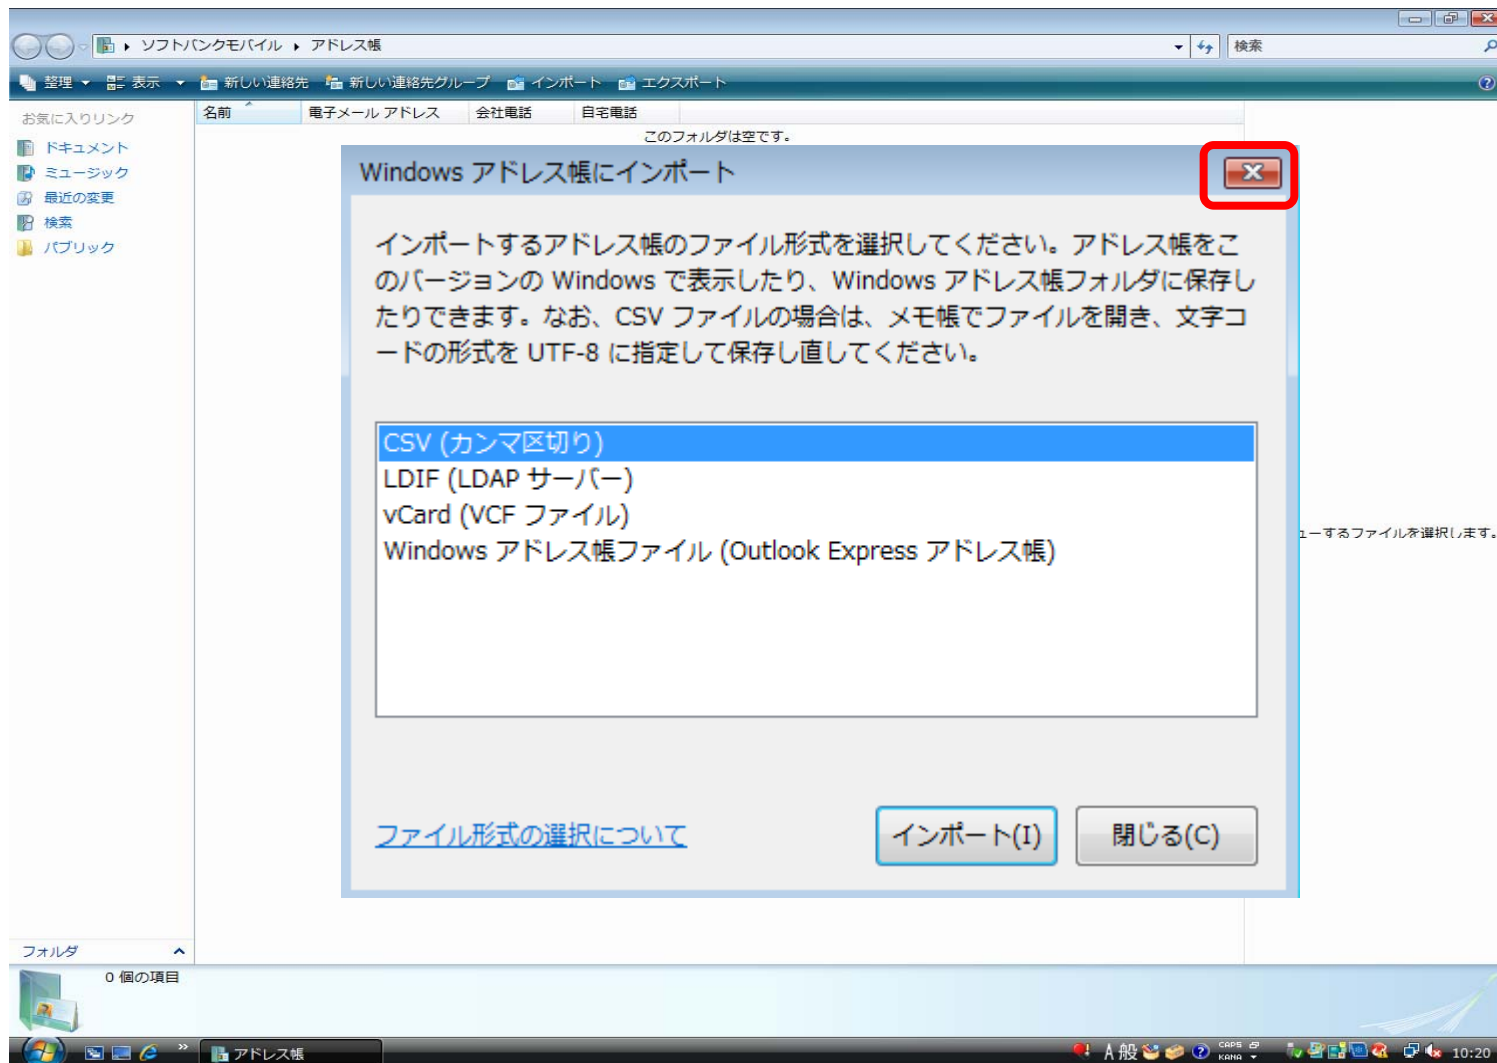 ソフトバンクモバイル ▸ アドレス帳
検索
整理 表示 新しい連絡先 新しい連絡先グループ インポート エクスポート
お気に入りリンク
ドキュメント
ミュージック
最近の変更
検索
パブリック
フォルダ
名前 電子メール アドレス 会社電話 自宅電話
このフォルダは空です。
Windows アドレス帳にインポート
インポートするアドレス帳のファイル形式を選択してください。アドレス帳をこ
のバージョンの Windows で表示したり、Windows アドレス帳フォルダに保存し
たりできます。なお、CSV ファイルの場合は、メモ帳でファイルを開き、文字コ
ードの形式を UTF-8 に指定して保存し直してください。
CSV (カンマ区切り)
LDIF (LDAP サーバー)
vCard (VCF ファイル)
Windows アドレス帳ファイル (Outlook Express アドレス帳)
ファイル形式の選択について
インポート(I)
閉じる(C)
ューするファイルを選択します。
0 個の項目
アドレス帳
A 般
CAPS
KANA
10:20